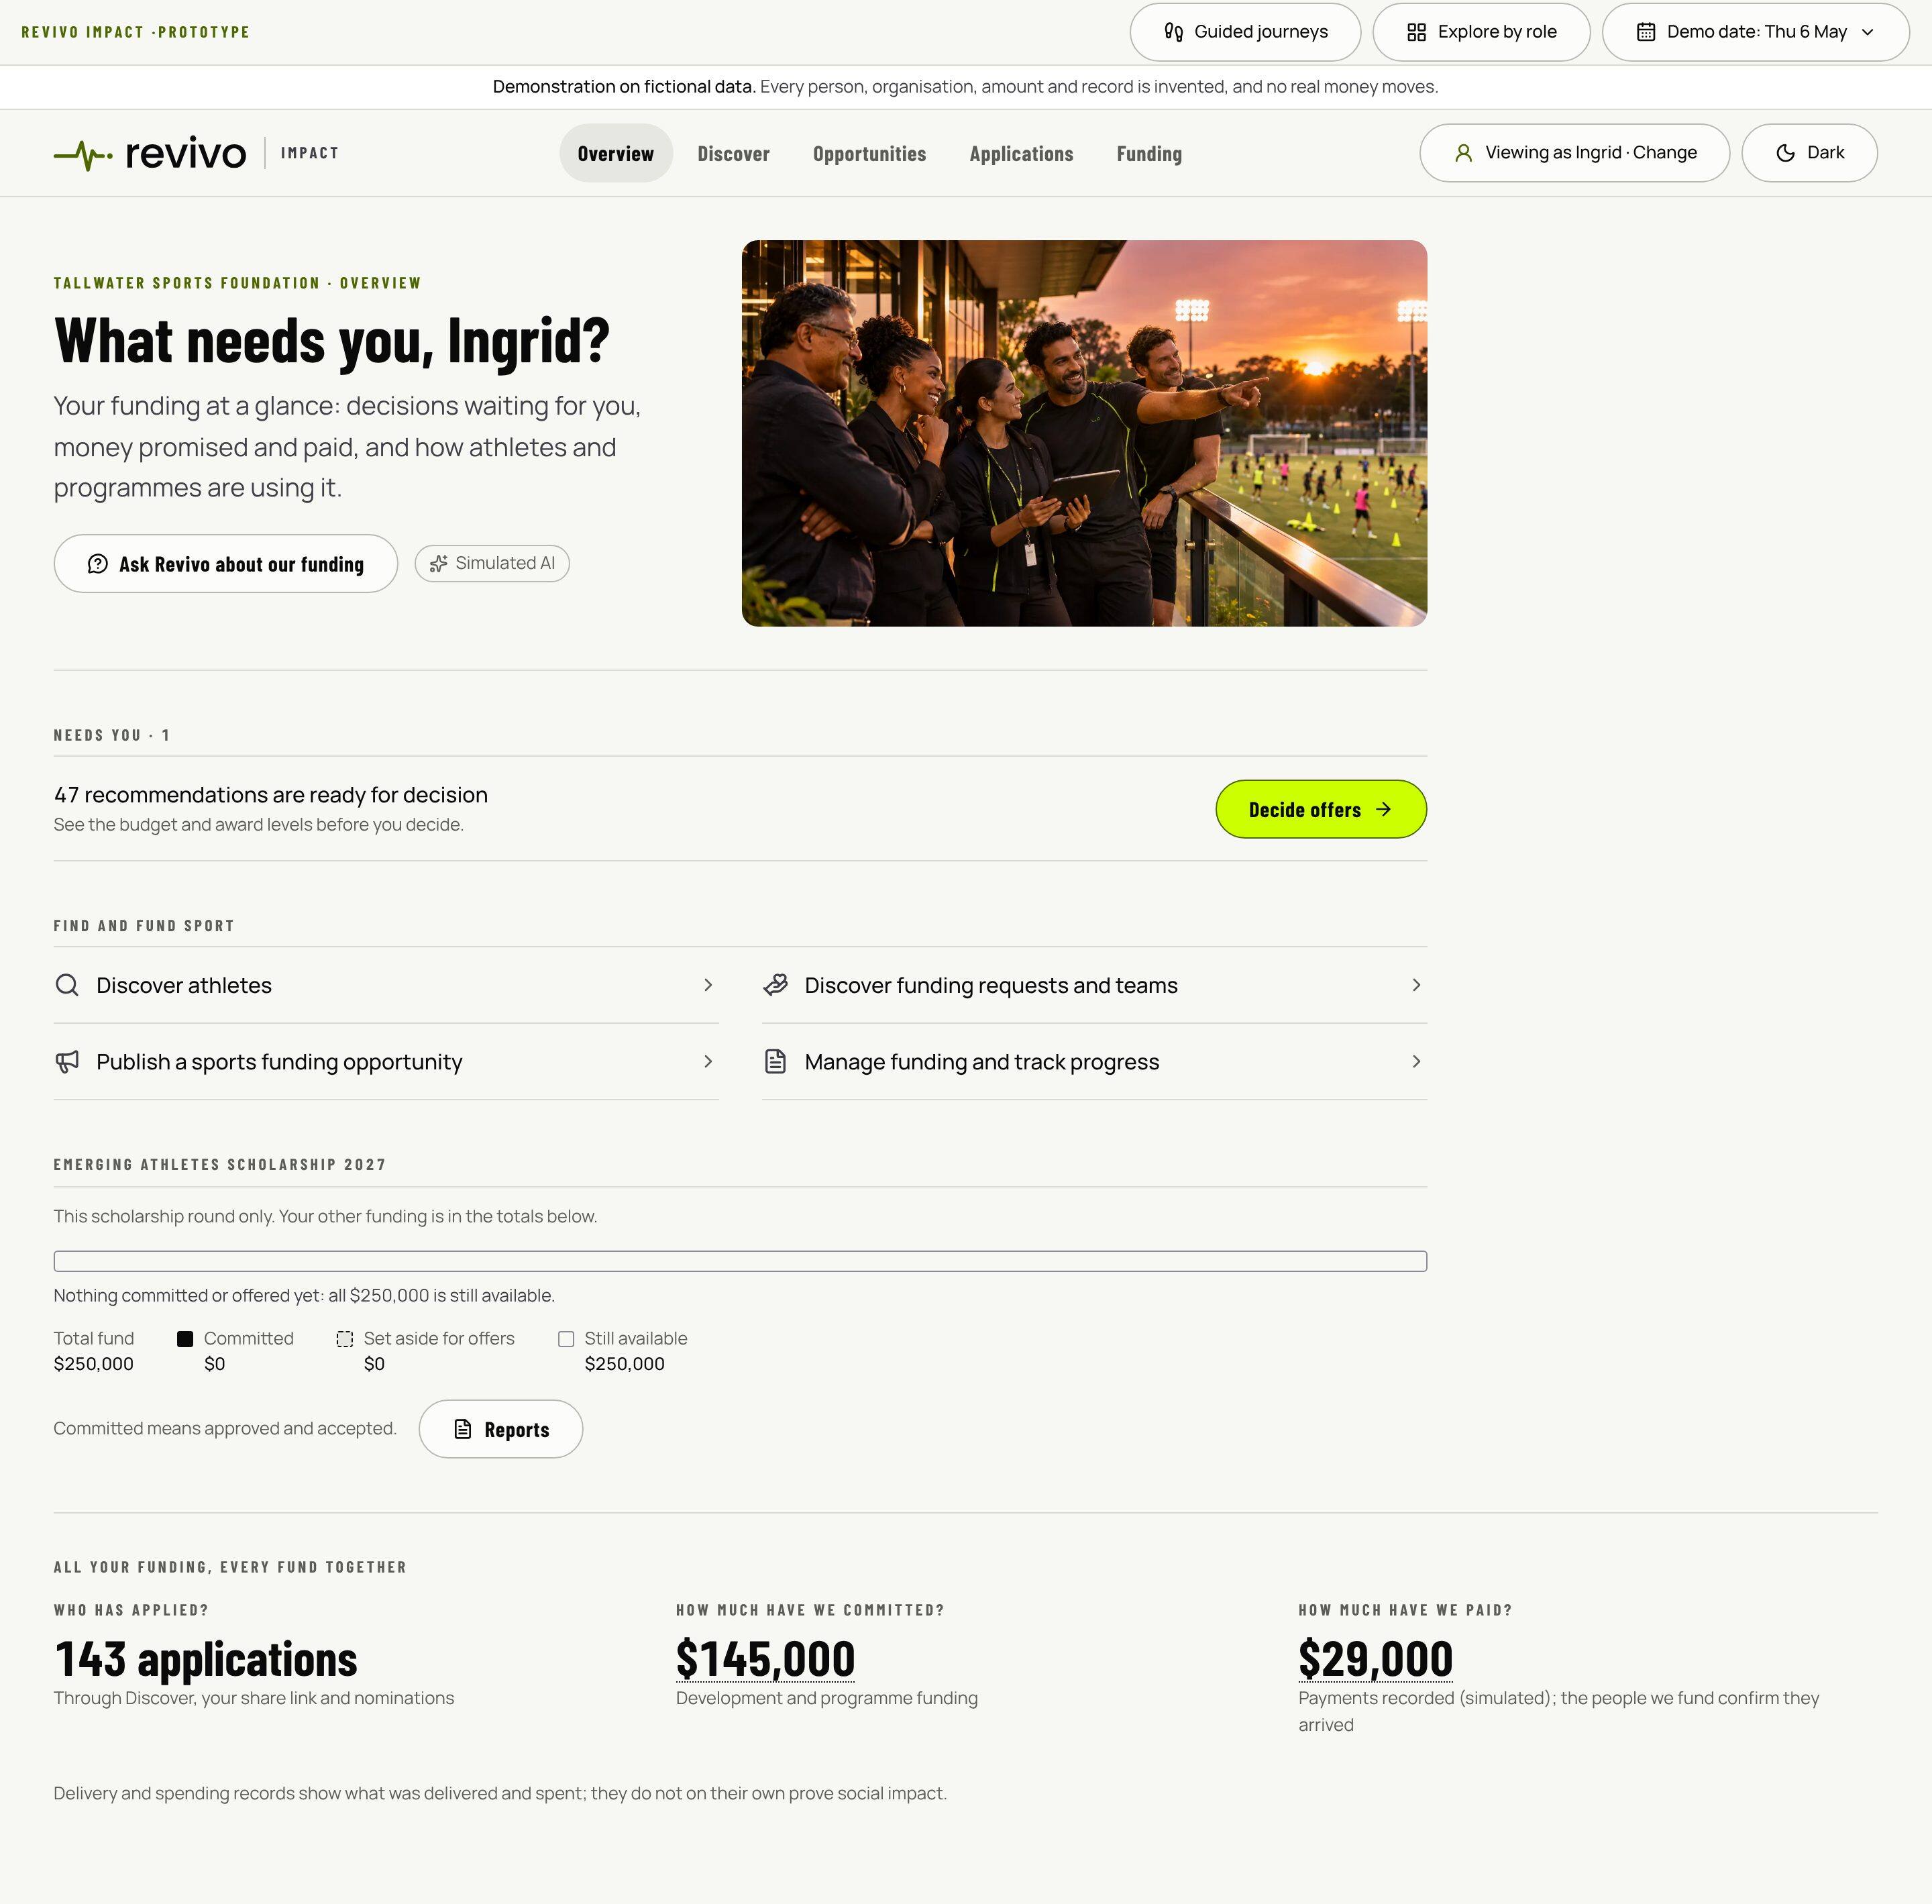 REVIVO IMPACT ·PROTOTYPE
Guided journeys
Explore by role
Demo date: Thu 6 May
Demonstration on fictional data. Every person, organisation, amount and record is invented, and no real money moves.
revivo
IMPACT
Overview
Discover
Opportunities
Applications
Funding
Viewing as Ingrid · Change
Dark
TALLWATER SPORTS FOUNDATION · OVERVIEW
What needs you, Ingrid?
Your funding at a glance: decisions waiting for you,
money promised and paid, and how athletes and
programmes are using it.
Ask Revivo about our funding
Simulated AI
NEEDS YOU · 1
47 recommendations are ready for decision
See the budget and award levels before you decide.
Decide offers
FIND AND FUND SPORT
Discover athletes
Discover funding requests and teams
Publish a sports funding opportunity
Manage funding and track progress
EMERGING ATHLETES SCHOLARSHIP 2027
This scholarship round only. Your other funding is in the totals below.
Nothing committed or offered yet: all $250,000 is still available.
Total fund
$250,000
Committed
$0
Set aside for offers
$0
Still available
$250,000
Committed means approved and accepted.
Reports
ALL YOUR FUNDING, EVERY FUND TOGETHER
WHO HAS APPLIED?
143 applications
Through Discover, your share link and nominations
HOW MUCH HAVE WE COMMITTED?
$145,000
Development and programme funding
HOW MUCH HAVE WE PAID?
$29,000
Payments recorded (simulated); the people we fund confirm they
arrived
Delivery and spending records show what was delivered and spent; they do not on their own prove social impact.